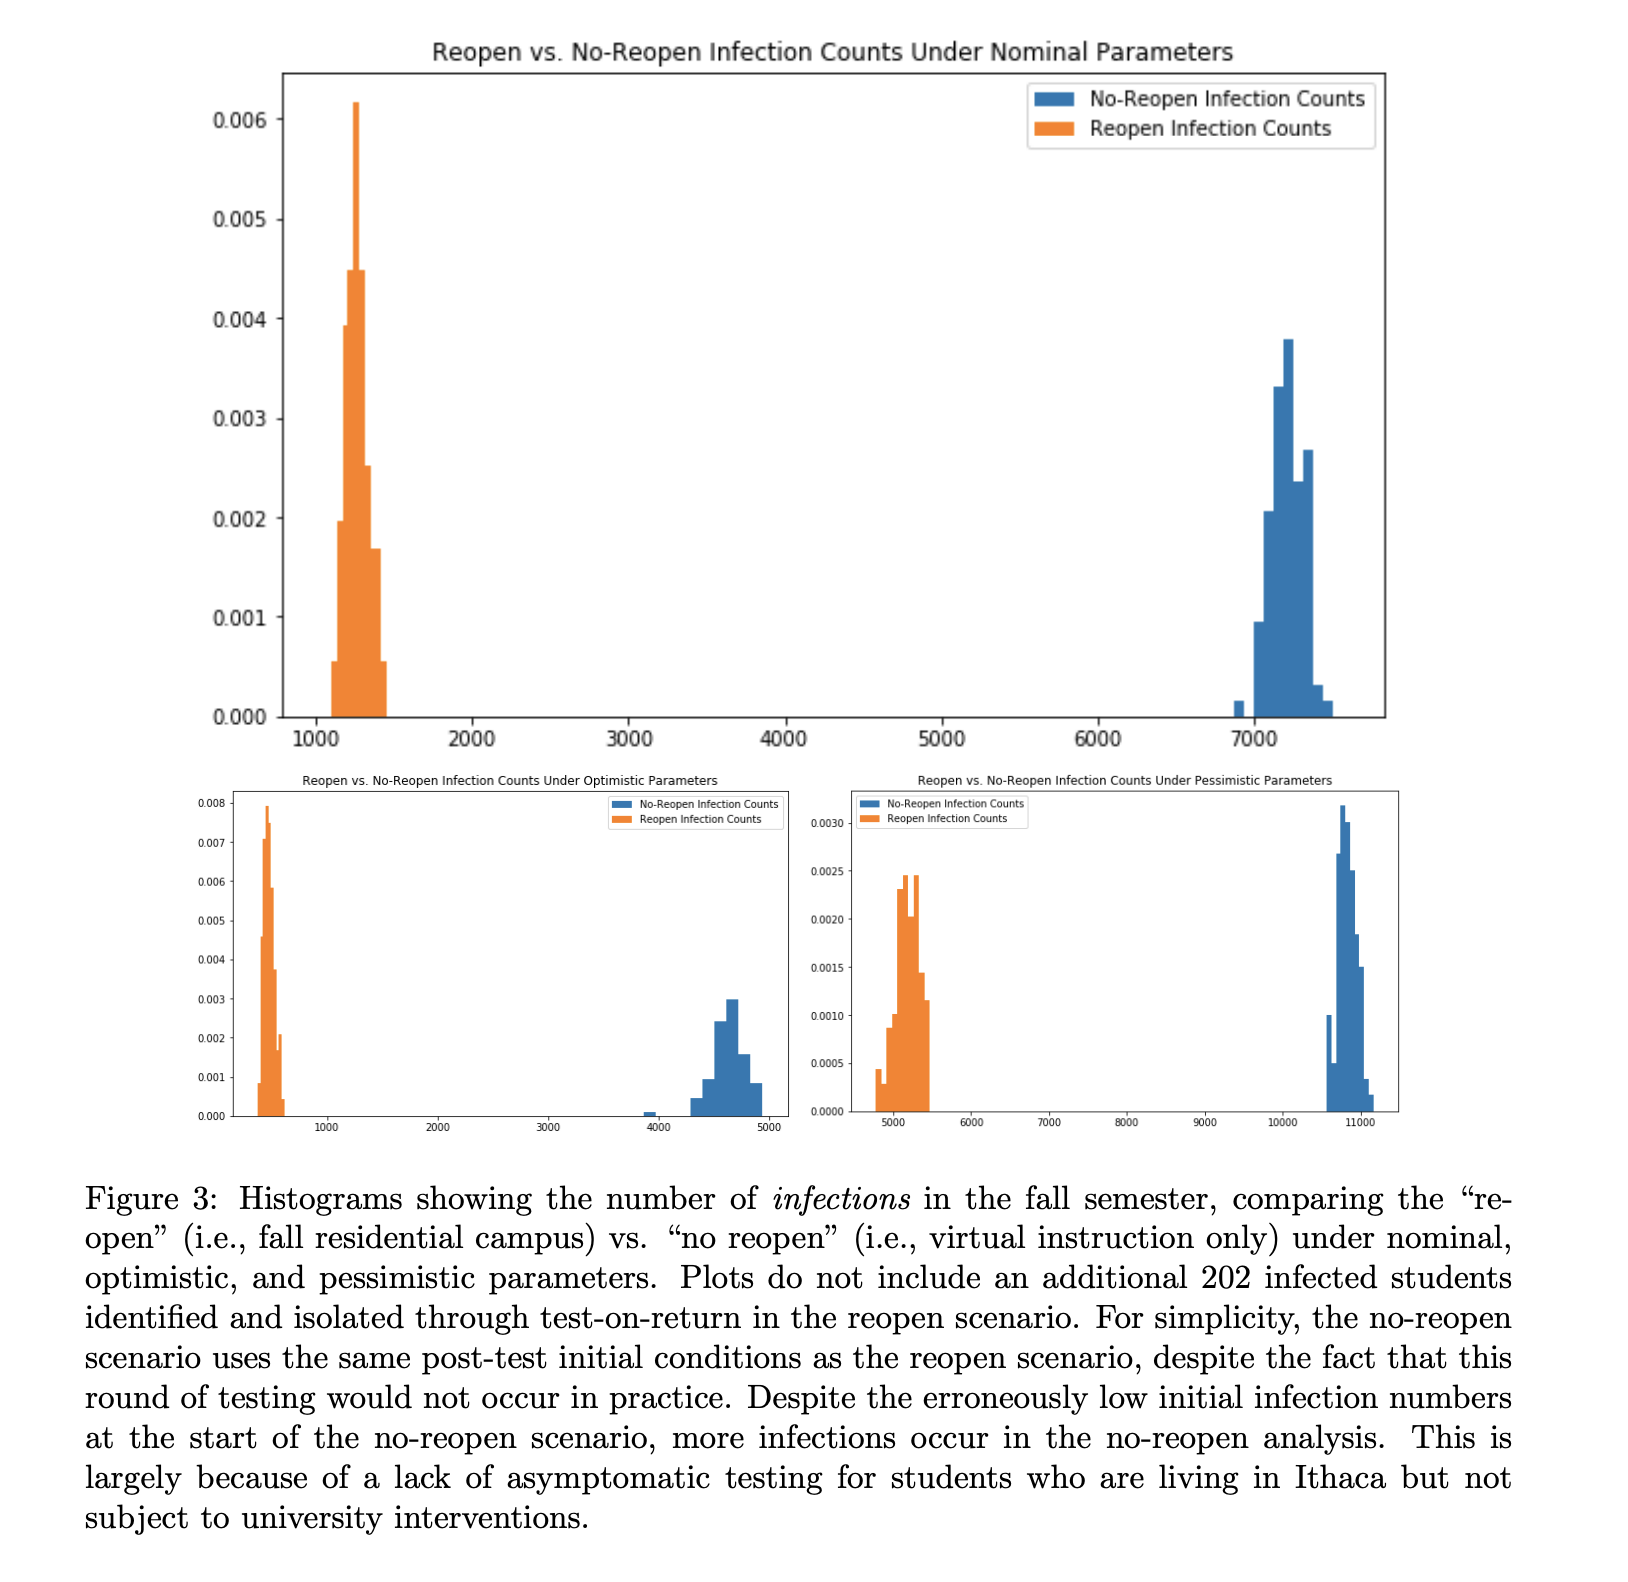 Reopen vs. No-Reopen Infection Counts Under Nominal Parameters
No-Reopen Infection Counts
Reopen Infection Counts
0.006
0.005
0.004
0.003
0.002
0.001
0.000
1000 2000 3000 4000 5000 6000 7000
Reopen vs. No-Reopen Infection Counts Under Optimistic Parameters
No-Reopen Infection Counts
Reopen Infection Counts
0.008
0.007
0.006
0.005
0.004
0.003
0.002
0.001
0.000
1000 2000 3000 4000 5000
Reopen vs. No-Reopen Infection Counts Under Pessimistic Parameters
No-Reopen Infection Counts
Reopen Infection Counts
0.0030
0.0025
0.0020
0.0015
0.0010
0.0005
0.0000
5000 6000 7000 8000 9000 10000 11000
Figure 3: Histograms showing the number of infections in the fall semester, comparing the “re-
open” (i.e., fall residential campus) vs. “no reopen” (i.e., virtual instruction only) under nominal,
optimistic, and pessimistic parameters. Plots do not include an additional 202 infected students
identified and isolated through test-on-return in the reopen scenario. For simplicity, the no-reopen
scenario uses the same post-test initial conditions as the reopen scenario, despite the fact that this
round of testing would not occur in practice. Despite the erroneously low initial infection numbers
at the start of the no-reopen scenario, more infections occur in the no-reopen analysis. This is
largely because of a lack of asymptomatic testing for students who are living in Ithaca but not
subject to university interventions.